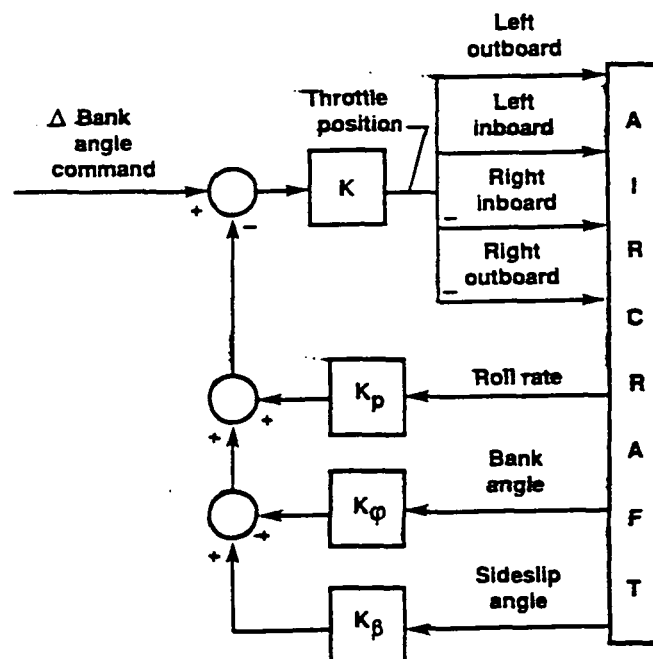 Left
outboard
Δ Bank
angle
command
Throttle
position
Left
inboard
K
Right
inboard
Right
outboard
+
−
−
−
A
I
R
C
R
A
F
T
Kp
Roll rate
+
+
Kφ
Bank
angle
+
+
Kβ
Sideslip
angle